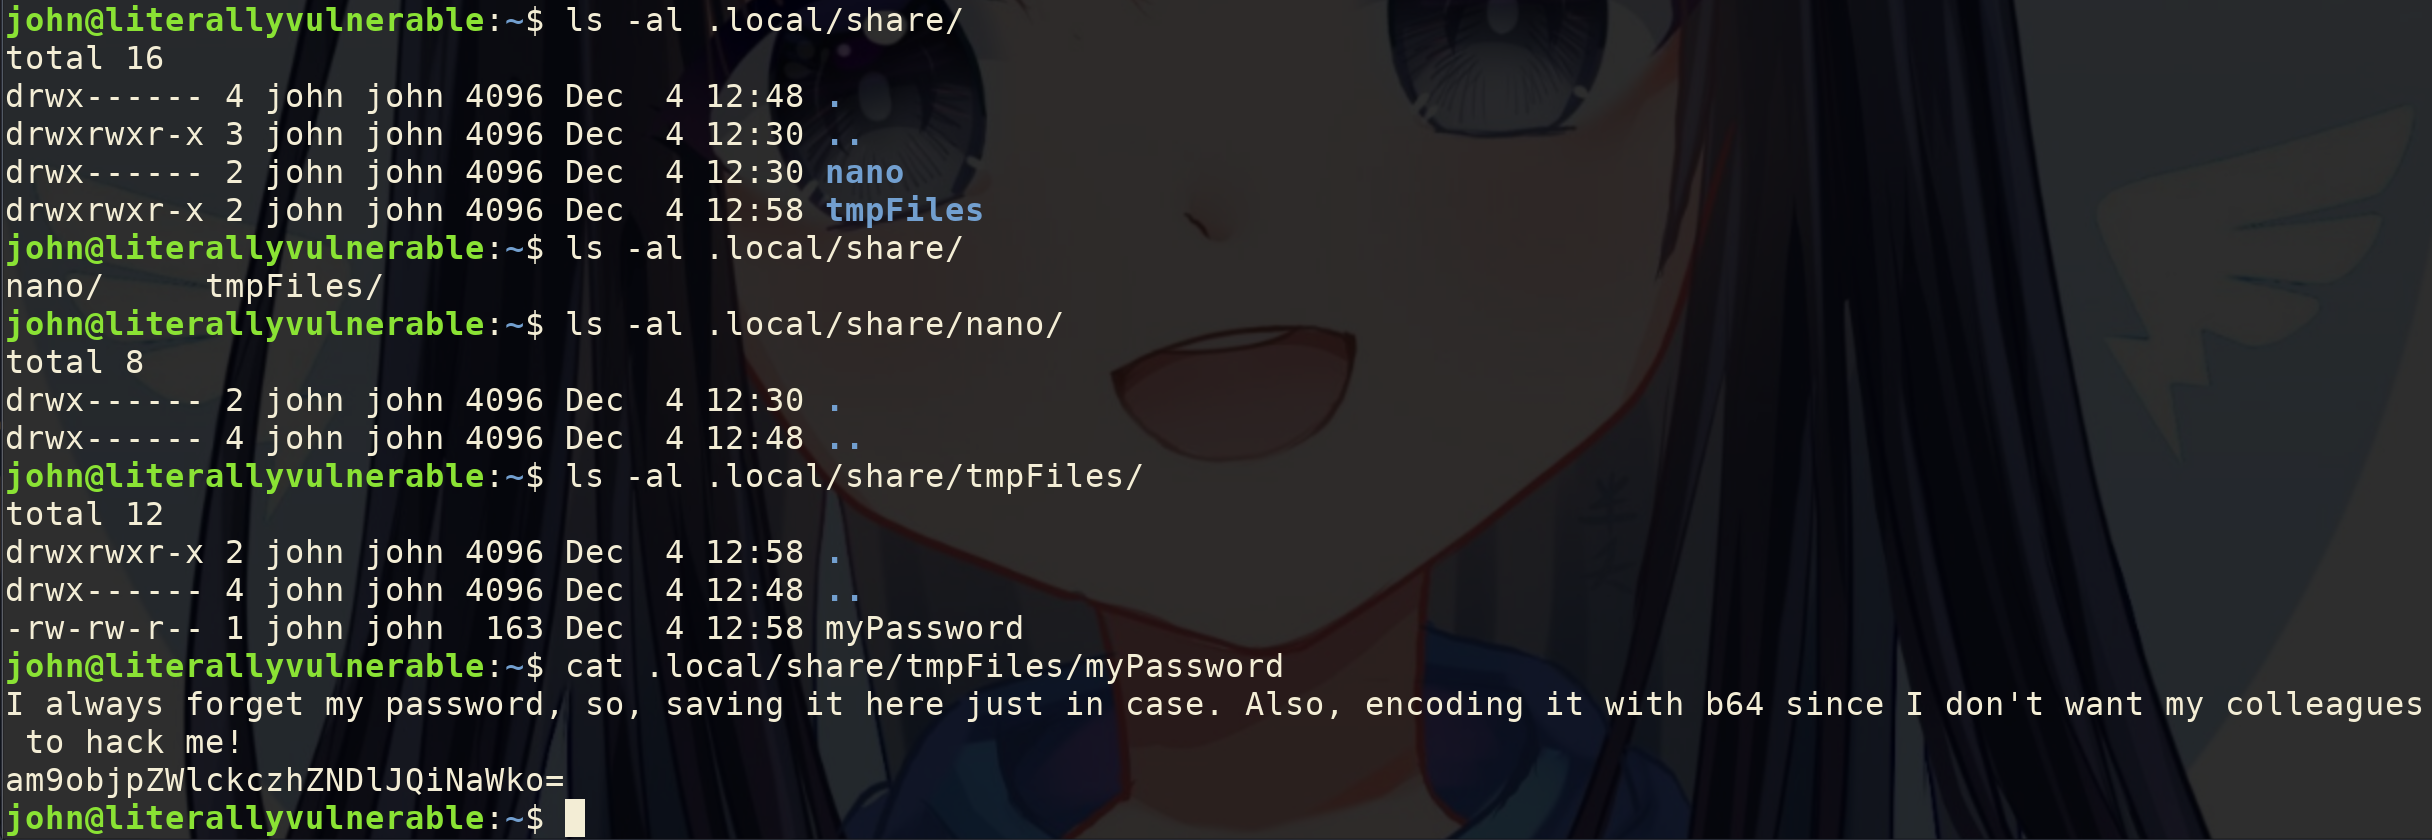 john@literallyvulnerable:~$ ls -al .local/share/
total 16
drwx------ 4 john john 4096 Dec  4 12:48 .
drwxrwxr-x 3 john john 4096 Dec  4 12:30 ..
drwx------ 2 john john 4096 Dec  4 12:30 nano
drwxrwxr-x 2 john john 4096 Dec  4 12:58 tmpFiles
john@literallyvulnerable:~$ ls -al .local/share/
nano/     tmpFiles/
john@literallyvulnerable:~$ ls -al .local/share/nano/
total 8
drwx------ 2 john john 4096 Dec  4 12:30 .
drwx------ 4 john john 4096 Dec  4 12:48 ..
john@literallyvulnerable:~$ ls -al .local/share/tmpFiles/
total 12
drwxrwxr-x 2 john john 4096 Dec  4 12:58 .
drwx------ 4 john john 4096 Dec  4 12:48 ..
-rw-rw-r-- 1 john john  163 Dec  4 12:58 myPassword
john@literallyvulnerable:~$ cat .local/share/tmpFiles/myPassword
I always forget my password, so, saving it here just in case. Also, encoding it with b64 since I don't want my colleagues
 to hack me!
am9objpZWlckczhZNDlJQiNaWko=
john@literallyvulnerable:~$